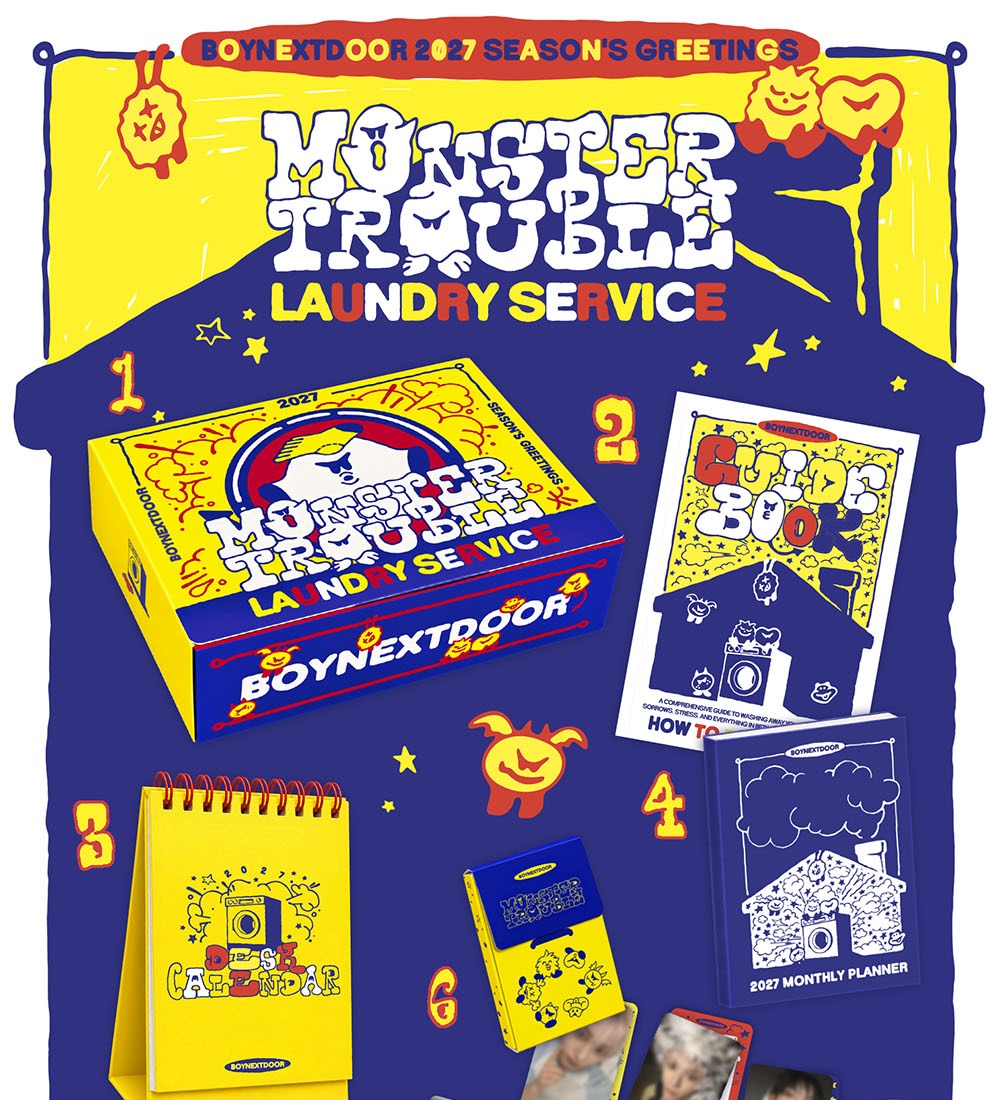 BOYNEXTDOOR 2027 SEASON'S GREETINGS
MONSTER
TROUBLE
LAUNDRY SERVICE
1
2027
SEASON'S GREETINGS
BOYNEXTDOOR
MONSTER
TROUBLE
LAUNDRY SERVICE
BOYNEXTDOOR
2
BOYNEXTDOOR
GUIDE
BOOK
A COMPREHENSIVE GUIDE TO WASHING AWAY
SORROWS, STRESS, AND EVERYTHING IN
HOW TO
3
2027
DESK
CALENDAR
BOYNEXTDOOR
4
BOYNEXTDOOR
2027 MONTHLY PLANNER
6
BOYNEXTDOOR
MONSTER
TROUBLE